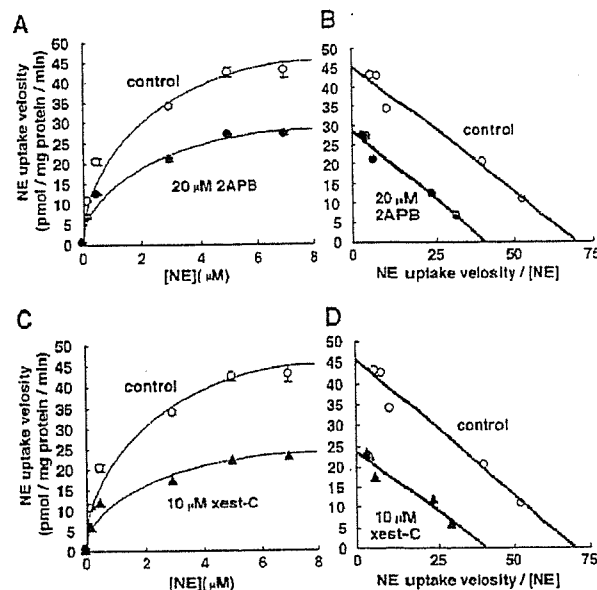 A
NE uptake velocity
(pmol / mg protein / min)
50
45
40
35
30
25
20
15
10
5
0
control
20 μM 2APB
0
2
4
6
8
[NE](μM)
B
50
45
40
35
30
25
20
15
10
5
0
control
20 μM
2APB
0
25
50
75
NE uptake velosity / [NE]
C
NE uptake velocity
(pmol / mg protein / min)
50
45
40
35
30
25
20
15
10
5
0
control
10 μM xest-C
0
2
4
6
8
[NE](μM)
D
50
45
40
35
30
25
20
15
10
5
0
control
10 μM
xest-C
0
25
50
75
NE uptake velocity / [NE]